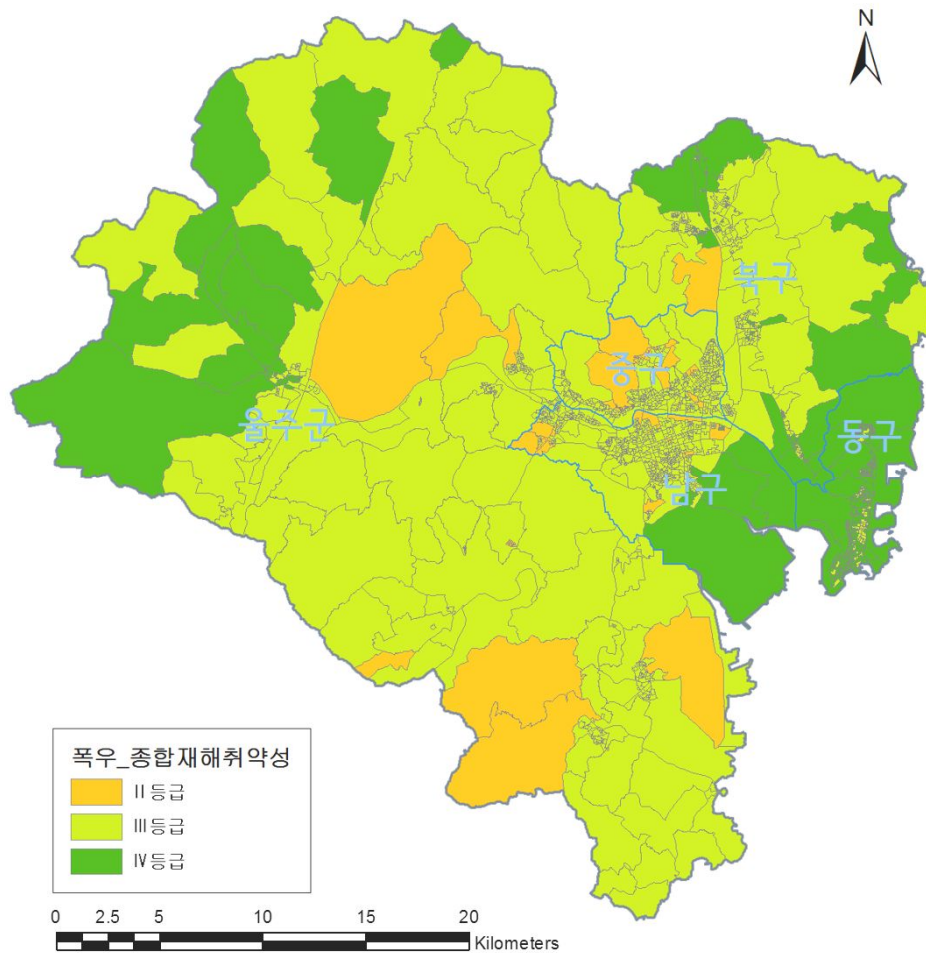 N
북구
중구
울주군
동구
남구
폭우_종합재해취약성
II 등급
III 등급
IV 등급
0 2.5 5 10 15 20
Kilometers